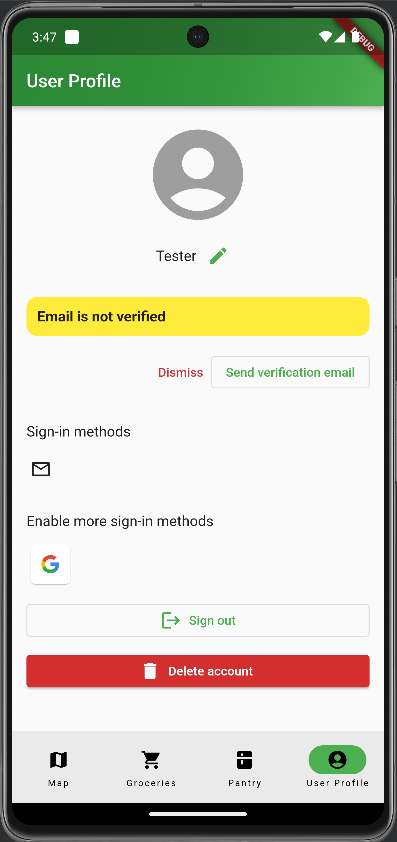 3:47
DEBUG
User Profile
Tester
Email is not verified
Dismiss
Send verification email
Sign-in methods
Enable more sign-in methods
G
Sign out
Delete account
Map
Groceries
Pantry
User Profile